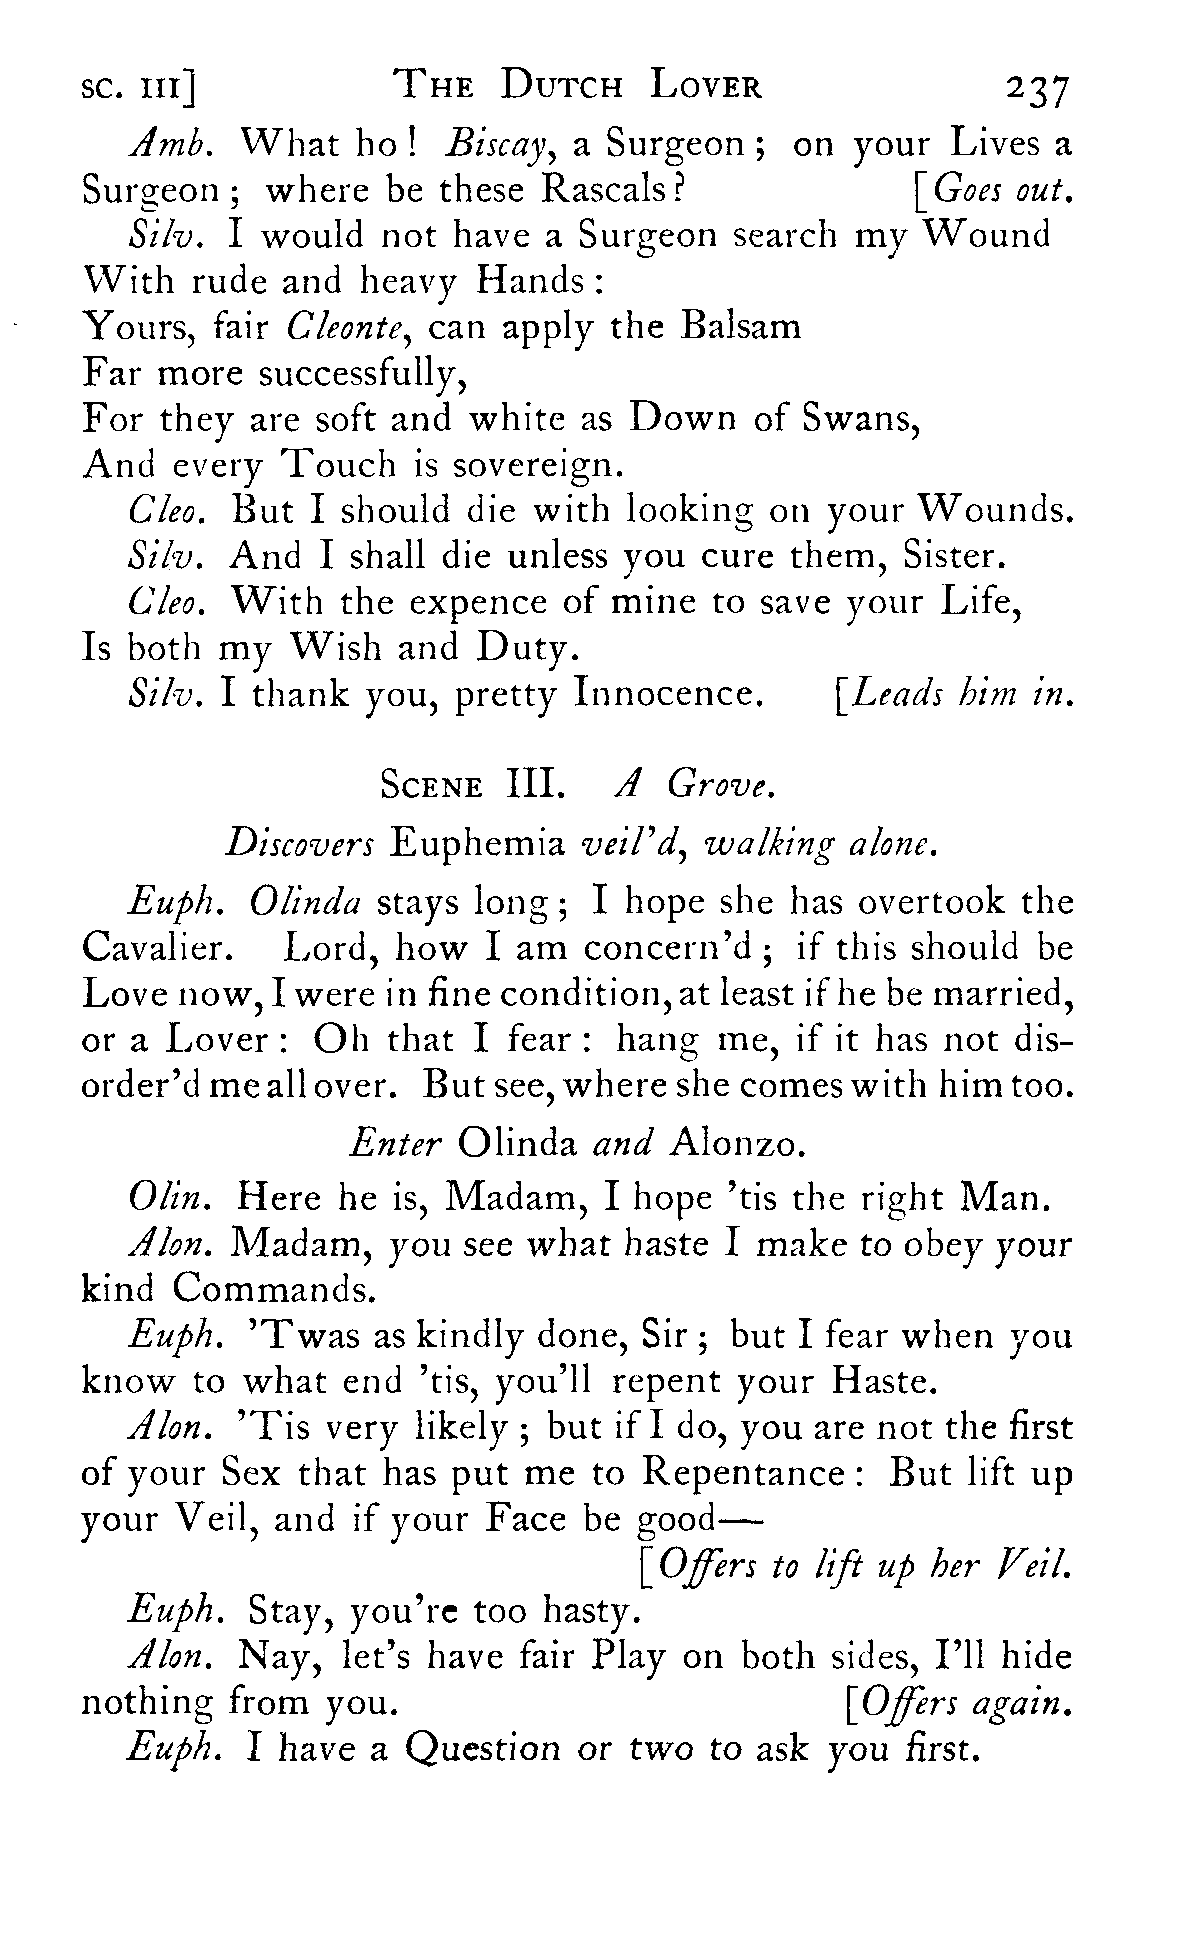 SC. III] THE DUTCH LOVER 237
Amb. What ho! Biscay, a Surgeon; on your Lives a
Surgeon; where be these Rascals? [Goes out.
Silv. I would not have a Surgeon search my Wound
With rude and heavy Hands:
Yours, fair Cleonte, can apply the Balsam
Far more successfully,
For they are soft and white as Down of Swans,
And every Touch is sovereign.
Cleo. But I should die with looking on your Wounds.
Silv. And I shall die unless you cure them, Sister.
Cleo. With the expence of mine to save your Life,
Is both my Wish and Duty.
Silv. I thank you, pretty Innocence. [Leads him in.
SCENE III. A Grove.
Discovers Euphemia veil'd, walking alone.
Euph. Olinda stays long; I hope she has overtook the
Cavalier. Lord, how I am concern'd; if this should be
Love now, I were in fine condition, at least if he be married,
or a Lover: Oh that I fear: hang me, if it has not dis-
order'd me all over. But see, where she comes with him too.
Enter Olinda and Alonzo.
Olin. Here he is, Madam, I hope 'tis the right Man.
Alon. Madam, you see what haste I make to obey your
kind Commands.
Euph. 'Twas as kindly done, Sir; but I fear when you
know to what end 'tis, you'll repent your Haste.
Alon. 'Tis very likely; but if I do, you are not the first
of your Sex that has put me to Repentance: But lift up
your Veil, and if your Face be good—
[Offers to lift up her Veil.
Euph. Stay, you're too hasty.
Alon. Nay, let's have fair Play on both sides, I'll hide
nothing from you. [Offers again.
Euph. I have a Question or two to ask you first.